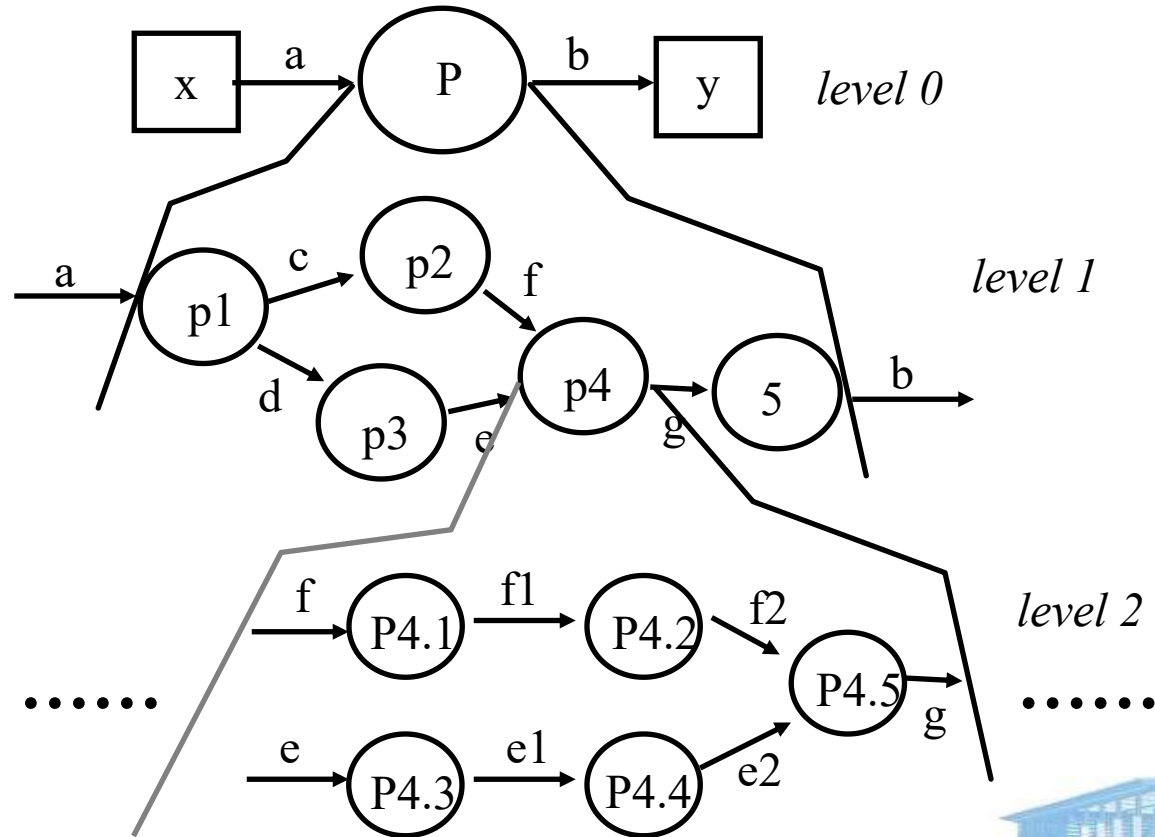 a
b
x
P
y
level 0
a
c
p2
f
level 1
p1
d
p3
e
p4
g
5
b
f
P4.1
f1
P4.2
f2
level 2
P4.5
g
......
......
e
P4.3
e1
P4.4
e2